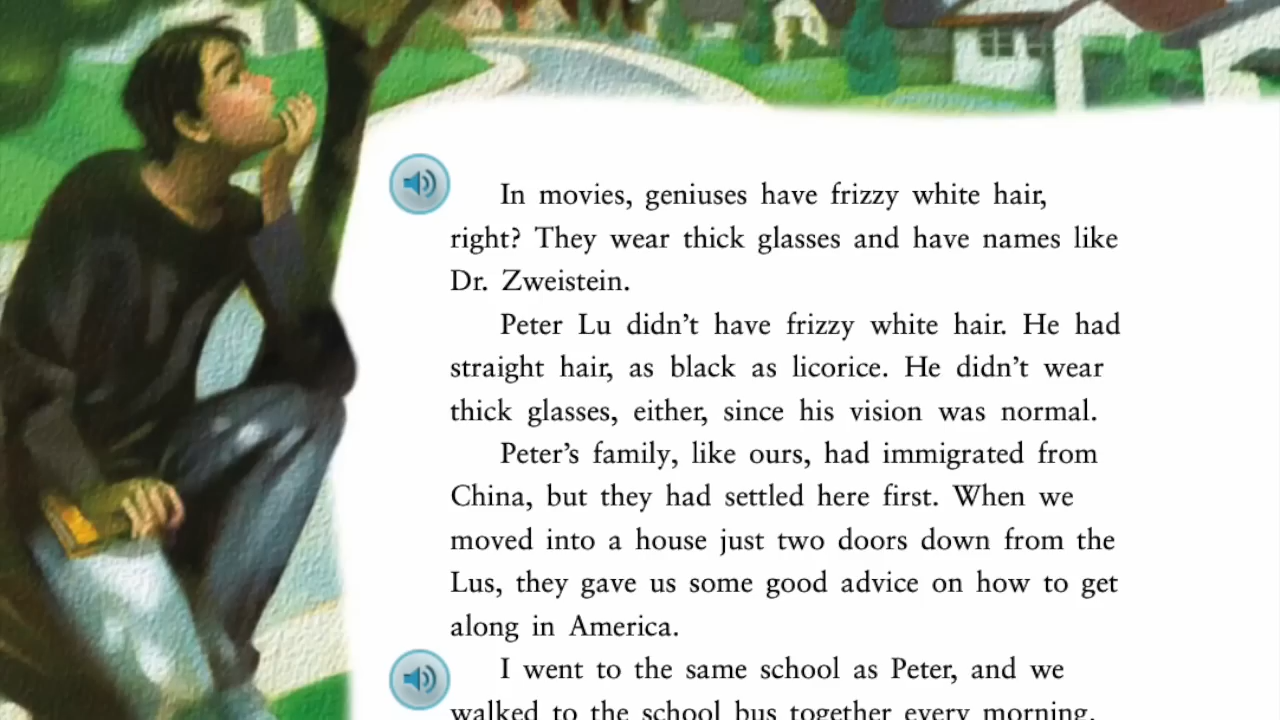 In movies, geniuses have frizzy white hair,
right? They wear thick glasses and have names like
Dr. Zweistein.
Peter Lu didn’t have frizzy white hair. He had
straight hair, as black as licorice. He didn’t wear
thick glasses, either, since his vision was normal.
Peter’s family, like ours, had immigrated from
China, but they had settled here first. When we
moved into a house just two doors down from the
Lus, they gave us some good advice on how to get
along in America.
I went to the same school as Peter, and we
walked to the school bus together every morning.